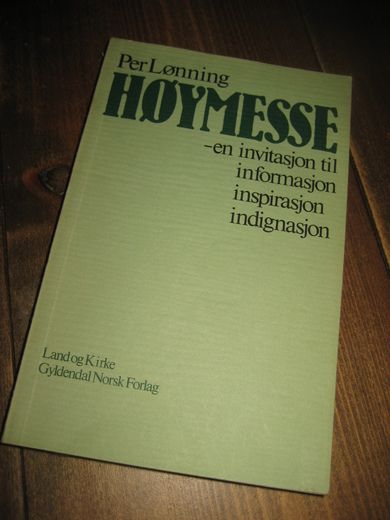 Per Lønning
HØYMESSE
-en invitasjon til
informasjon
inspirasjon
indignasjon
Land og Kirke
Gyldendal Norsk Forlag